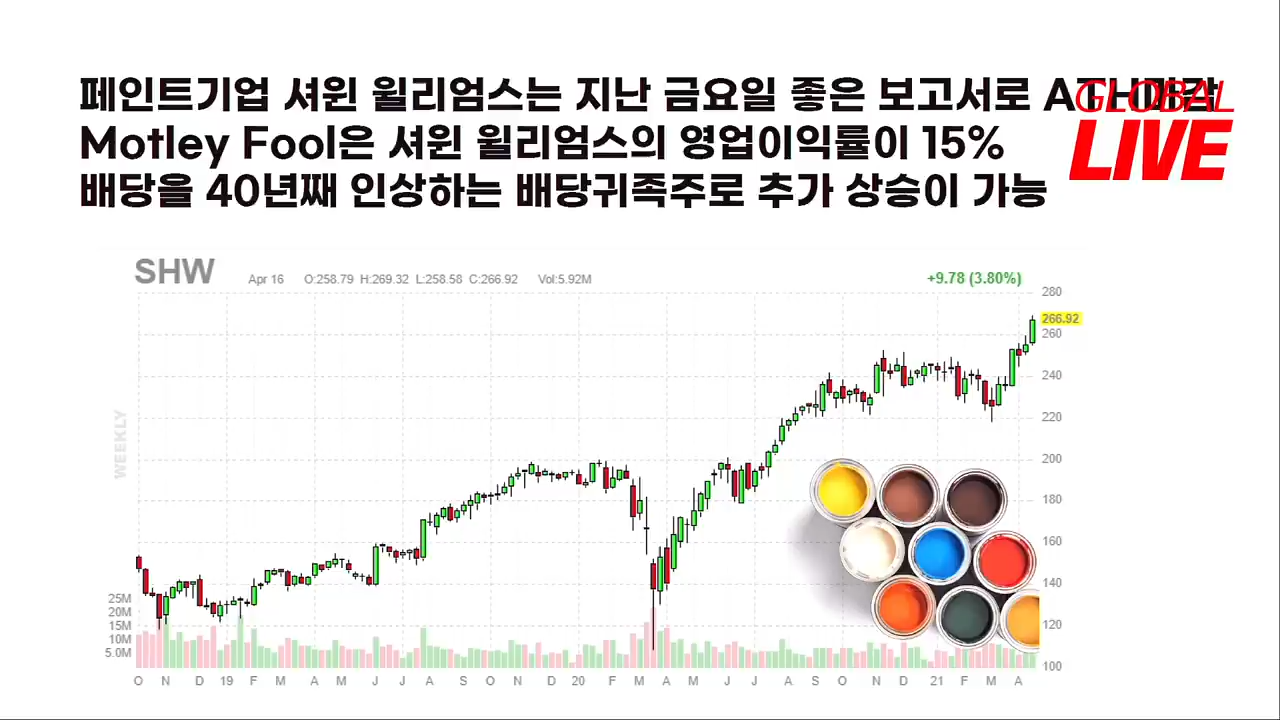 페인트기업 셔윈 윌리엄스는 지난 금요일 좋은 보고서로 ATH마감
GLOBAL
LIVE
Motley Fool은 셔윈 윌리엄스의 영업이익률이 15%
배당을 40년째 인상하는 배당귀족주로 추가 상승이 가능
SHW Apr 16 O:258.79 H:269.32 L:258.58 C:266.92 Vol:5.92M +9.78 (3.80%)
280
266.92
260
240
220
200
180
160
140
120
100
WEEKLY
25M
20M
15M
10M
5.0M
O N D 19 F M A M J J A S O N D 20 F M A M J J A S O N D 21 F M A